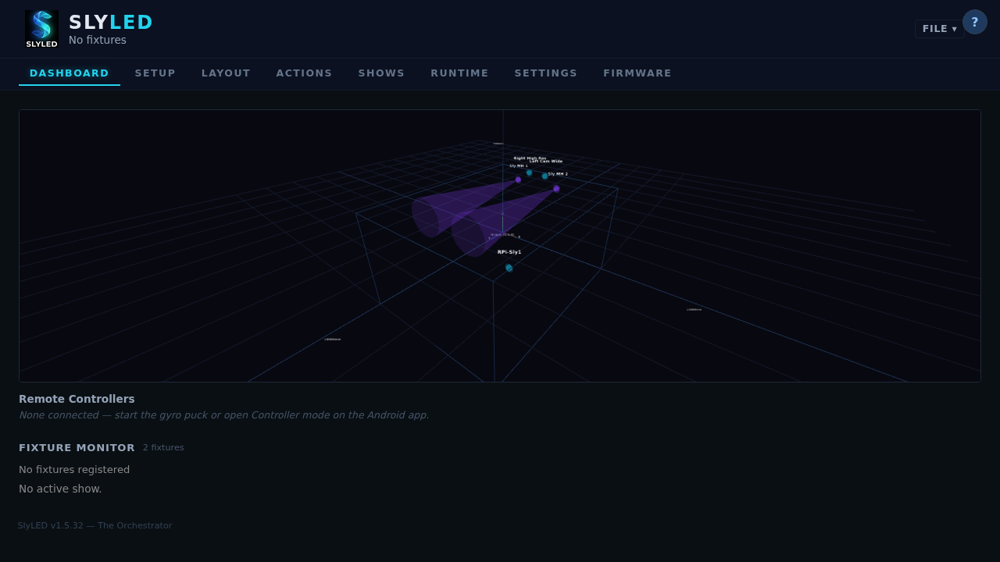 SLYLED
SLYLED
No fixtures
FILE ▾
?
DASHBOARD
SETUP
LAYOUT
ACTIONS
SHOWS
RUNTIME
SETTINGS
FIRMWARE
Right High Res
Left Cam Wide
Sly MH 1
Sly MH 2
RPi-Sly1
Remote Controllers
None connected — start the gyro puck or open Controller mode on the Android app.
FIXTURE MONITOR 2 fixtures
No fixtures registered
No active show.
SlyLED v1.5.32 — The Orchestrator